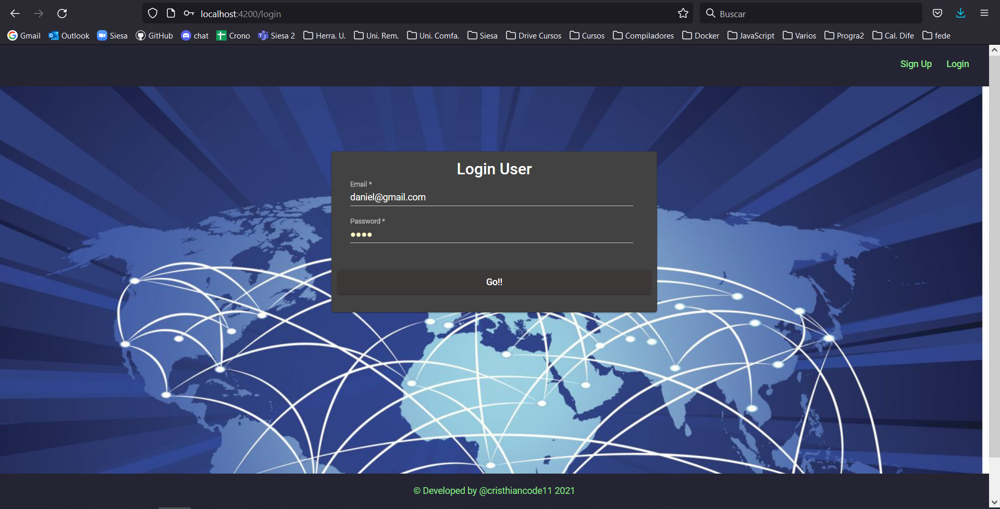 localhost:4200/login
Buscar
Gmail Outlook Siesa GitHub chat Crono Siesa 2 Herra. U. Uni. Rem. Uni. Comfa. Siesa Drive Cursos Cursos Compiladores Docker JavaScript Varios Progra2 Cal. Dife fede
Sign Up Login
Login User
Email *
daniel@gmail.com
Password *
••••
Go!!
© Developed by @cristhiancode11 2021